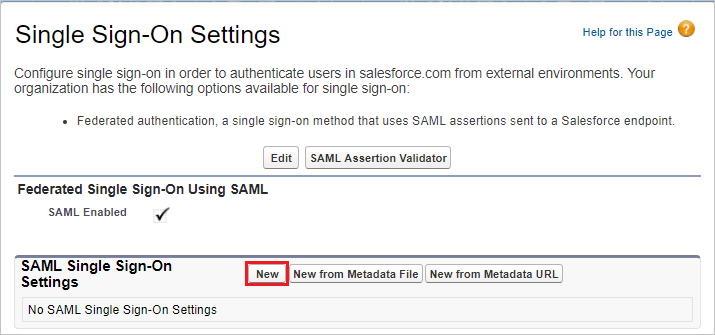 Single Sign-On Settings
Help for this Page ?
Configure single sign-on in order to authenticate users in salesforce.com from external environments. Your
organization has the following options available for single sign-on:
• Federated authentication, a single sign-on method that uses SAML assertions sent to a Salesforce endpoint.
Edit SAML Assertion Validator
Federated Single Sign-On Using SAML
SAML Enabled
SAML Single Sign-On
Settings
New New from Metadata File New from Metadata URL
No SAML Single Sign-On Settings